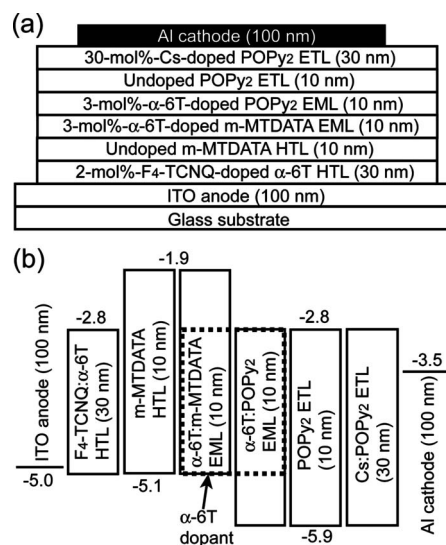 (a)
Al cathode (100 nm)
30-mol%-Cs-doped POPy2 ETL (30 nm)
Undoped POPy2 ETL (10 nm)
3-mol%-α-6T-doped POPy2 EML (10 nm)
3-mol%-α-6T-doped m-MTDATA EML (10 nm)
Undoped m-MTDATA HTL (10 nm)
2-mol%-F4-TCNQ-doped α-6T HTL (30 nm)
ITO anode (100 nm)
Glass substrate
(b)
-1.9
-2.8
-2.8
-3.5
ITO anode (100 nm)
F4-TCNQ:α-6T
HTL (30 nm)
m-MTDATA
HTL (10 nm)
α-6T:m-MTDATA
EML (10 nm)
α-6T:POPy2
EML (10 nm)
POPy2 ETL
(10 nm)
Cs:POPy2 ETL
(30 nm)
Al cathode (100 nm)
-5.0
-5.1
α-6T
dopant
-5.9